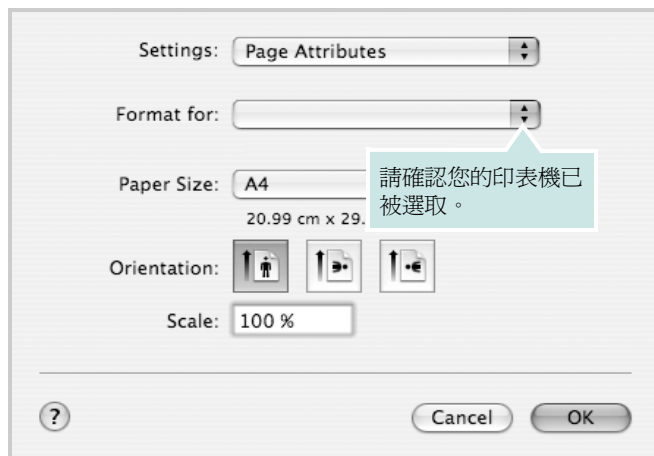 Settings: Page Attributes
Format for:
請確認您的印表機已
被選取。
Paper Size: A4
20.99 cm x 29.
Orientation:
Scale: 100 %
? Cancel OK